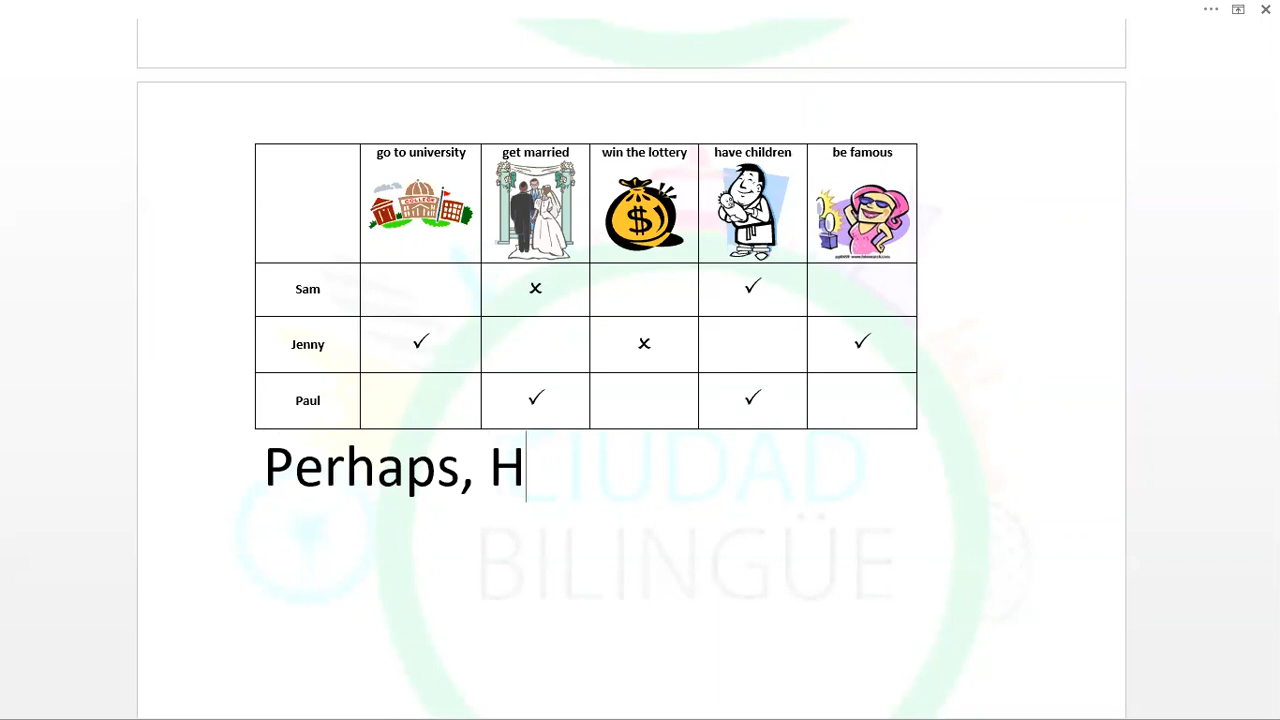 go to university get married win the lottery have children be famous
COLLEGE
Sam × ✓
Jenny ✓ × ✓
Paul ✓ ✓
Perhaps, H
CIUDAD
BILINGÜE